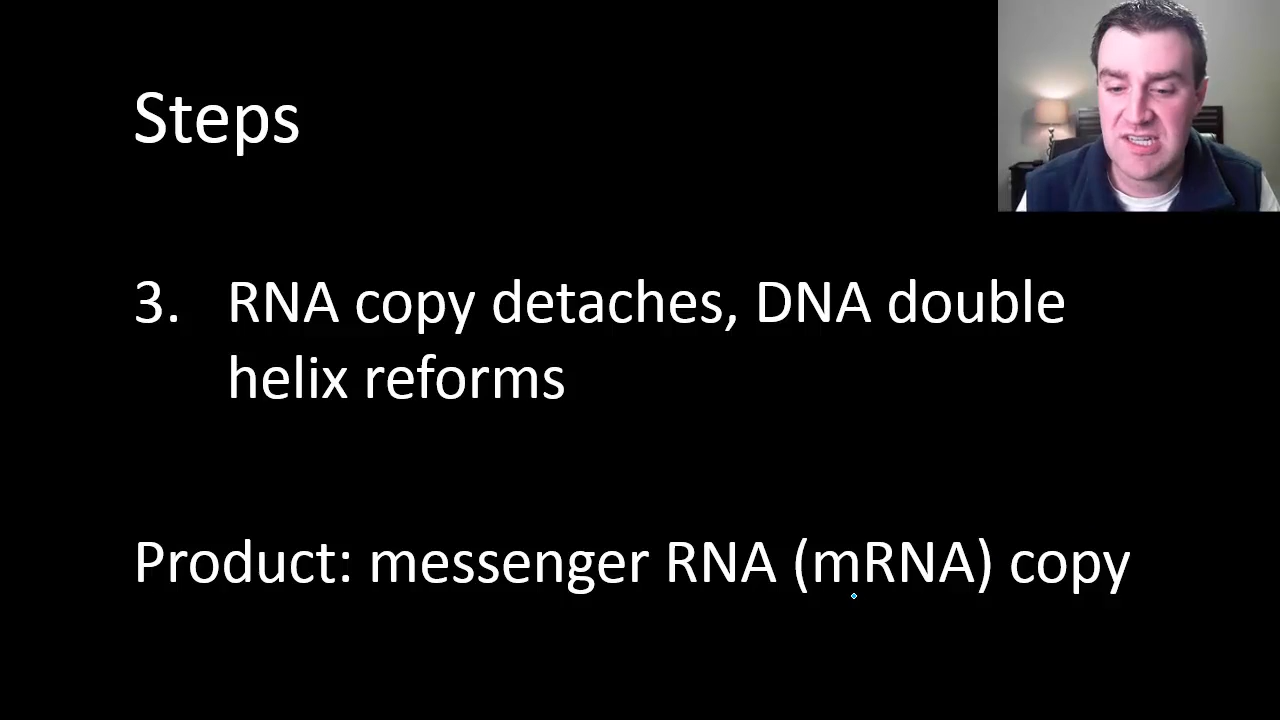 Steps
3. RNA copy detaches, DNA double
helix reforms
Product: messenger RNA (mRNA) copy